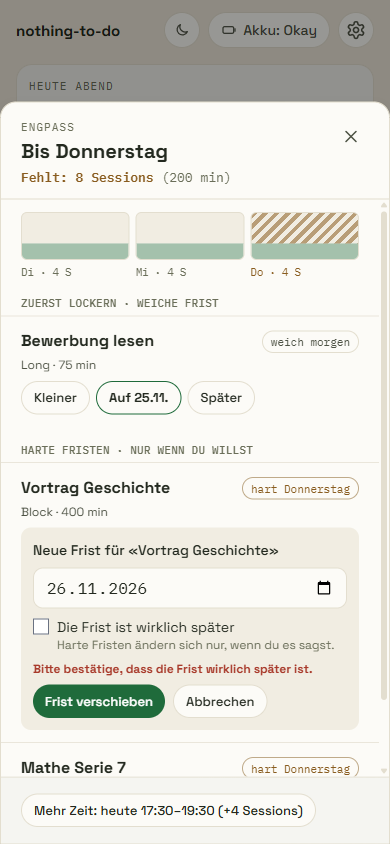 nothing-to-do
Akku: Okay
HEUTE ABEND
ENGPASS
Bis Donnerstag
Fehlt: 8 Sessions (200 min)
Di · 4 S
Mi · 4 S
Do · 4 S
ZUERST LOCKERN · WEICHE FRIST
Bewerbung lesen
weich morgen
Long · 75 min
Kleiner
Auf 25.11.
Später
HARTE FRISTEN · NUR WENN DU WILLST
Vortrag Geschichte
hart Donnerstag
Block · 400 min
Neue Frist für «Vortrag Geschichte»
26.11.2026
Die Frist ist wirklich später
Harte Fristen ändern sich nur, wenn du es sagst.
Bitte bestätige, dass die Frist wirklich später ist.
Frist verschieben
Abbrechen
Mathe Serie 7
hart Donnerstag
Mehr Zeit: heute 17:30–19:30 (+4 Sessions)